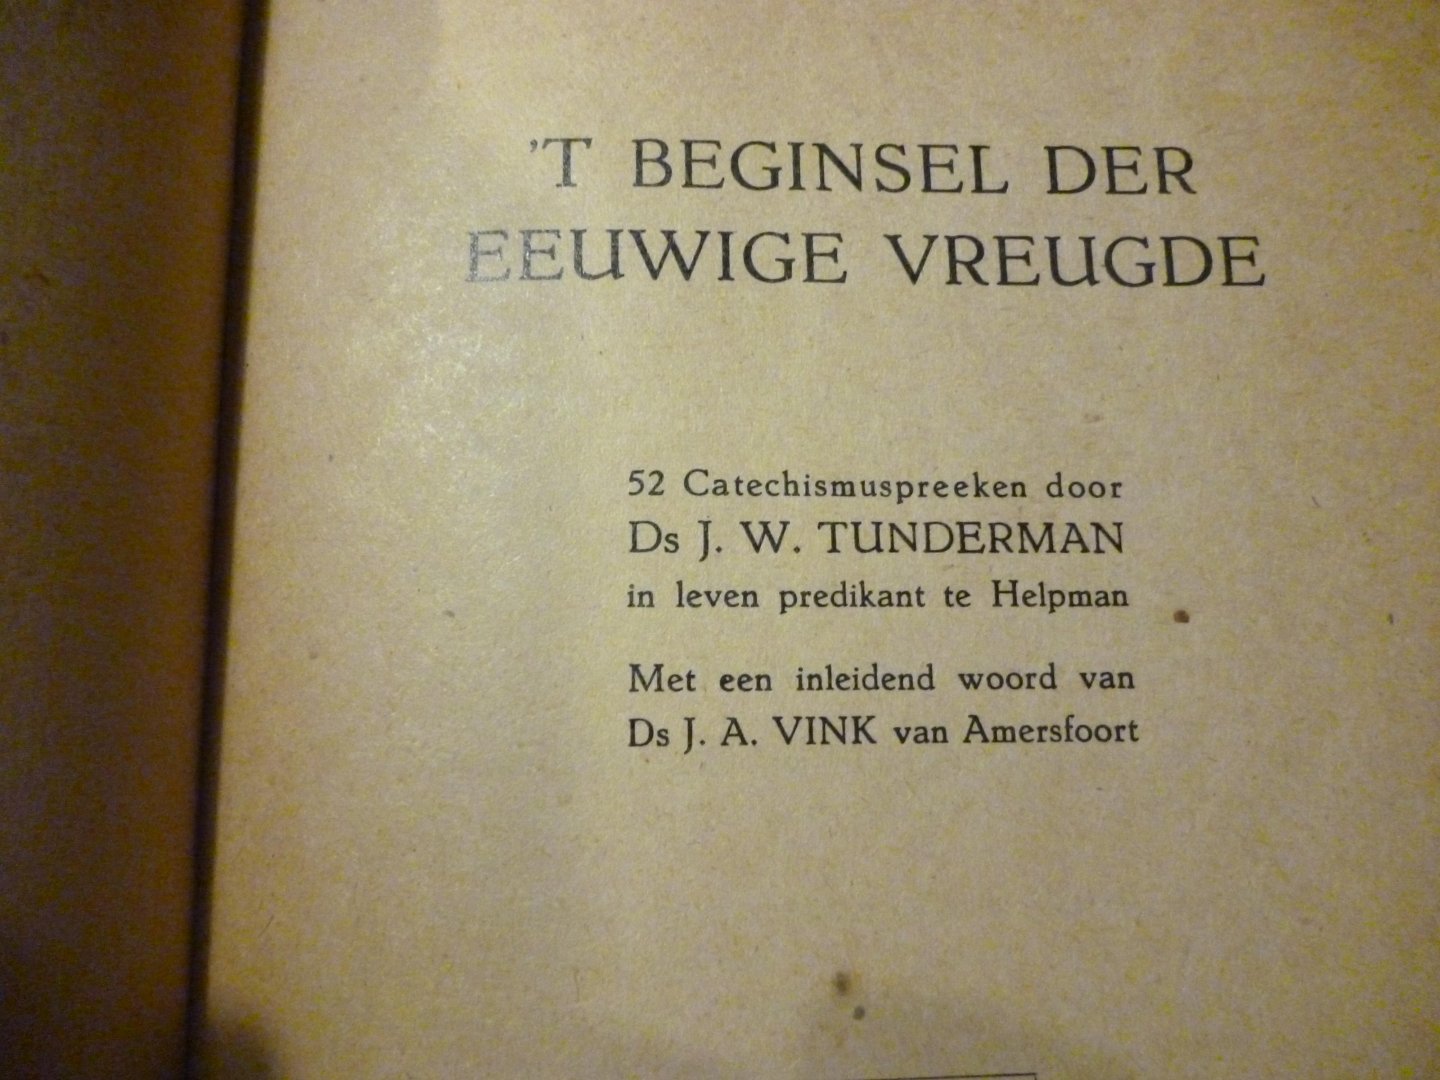 'T BEGINSEL DER
EEUWIGE VREUGDE
52 Catechismuspreeken door
Ds J. W. TUNDERMAN
in leven predikant te Helpman
Met een inleidend woord van
Ds J. A. VINK van Amersfoort